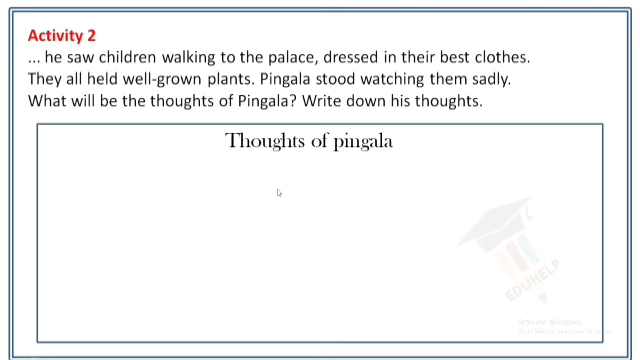 Activity 2
... he saw children walking to the palace, dressed in their best clothes.
They all held well-grown plants. Pingala stood watching them sadly.
What will be the thoughts of Pingala? Write down his thoughts.
Thoughts of pingala
EDUHELP
Activate Windows